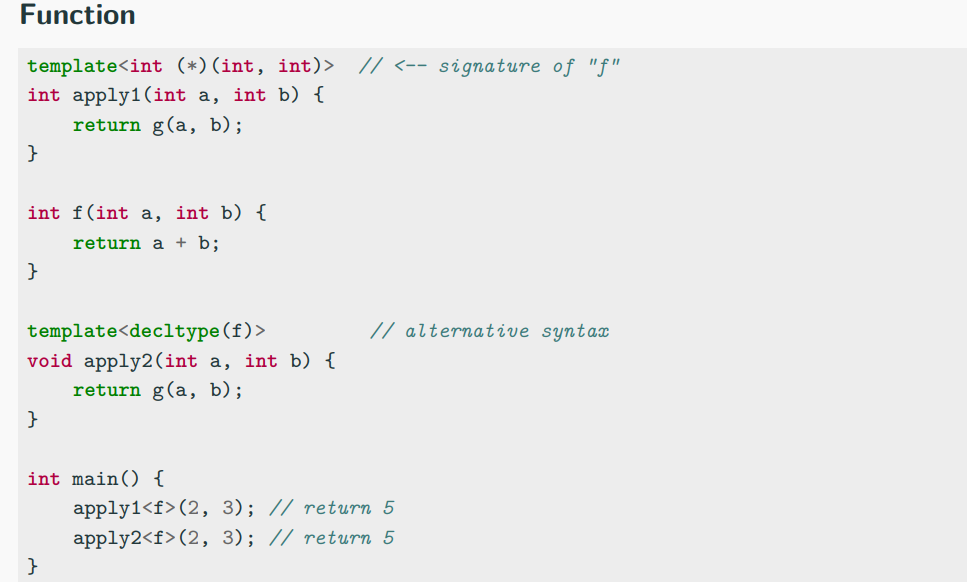 Function
template<int (*)(int, int)>  // <-- signature of "f"
int apply1(int a, int b) {
    return g(a, b);
}
int f(int a, int b) {
    return a + b;
}
template<decltype(f)>         // alternative syntax
void apply2(int a, int b) {
    return g(a, b);
}
int main() {
    apply1<f>(2, 3); // return 5
    apply2<f>(2, 3); // return 5
}